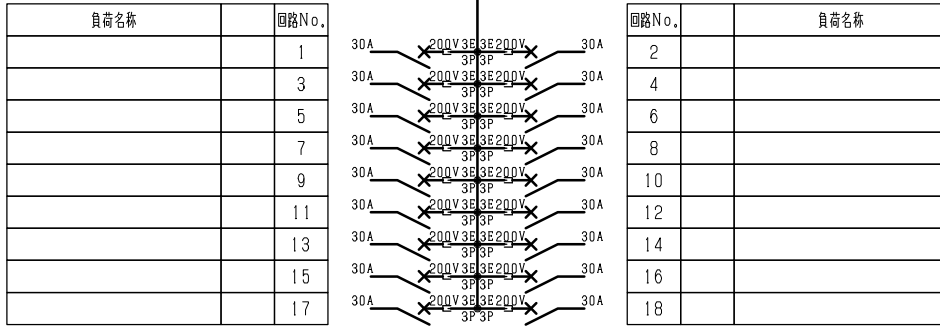 負荷名称 回路No. 回路No. 負荷名称
1 30A 200V 3E 3E 200V 30A 2
3P 3P
3 30A 200V 3E 3E 200V 30A 4
3P 3P
5 30A 200V 3E 3E 200V 30A 6
3P 3P
7 30A 200V 3E 3E 200V 30A 8
3P 3P
9 30A 200V 3E 3E 200V 30A 10
3P 3P
11 30A 200V 3E 3E 200V 30A 12
3P 3P
13 30A 200V 3E 3E 200V 30A 14
3P 3P
15 30A 200V 3E 3E 200V 30A 16
3P 3P
17 30A 200V 3E 3E 200V 30A 18
3P 3P